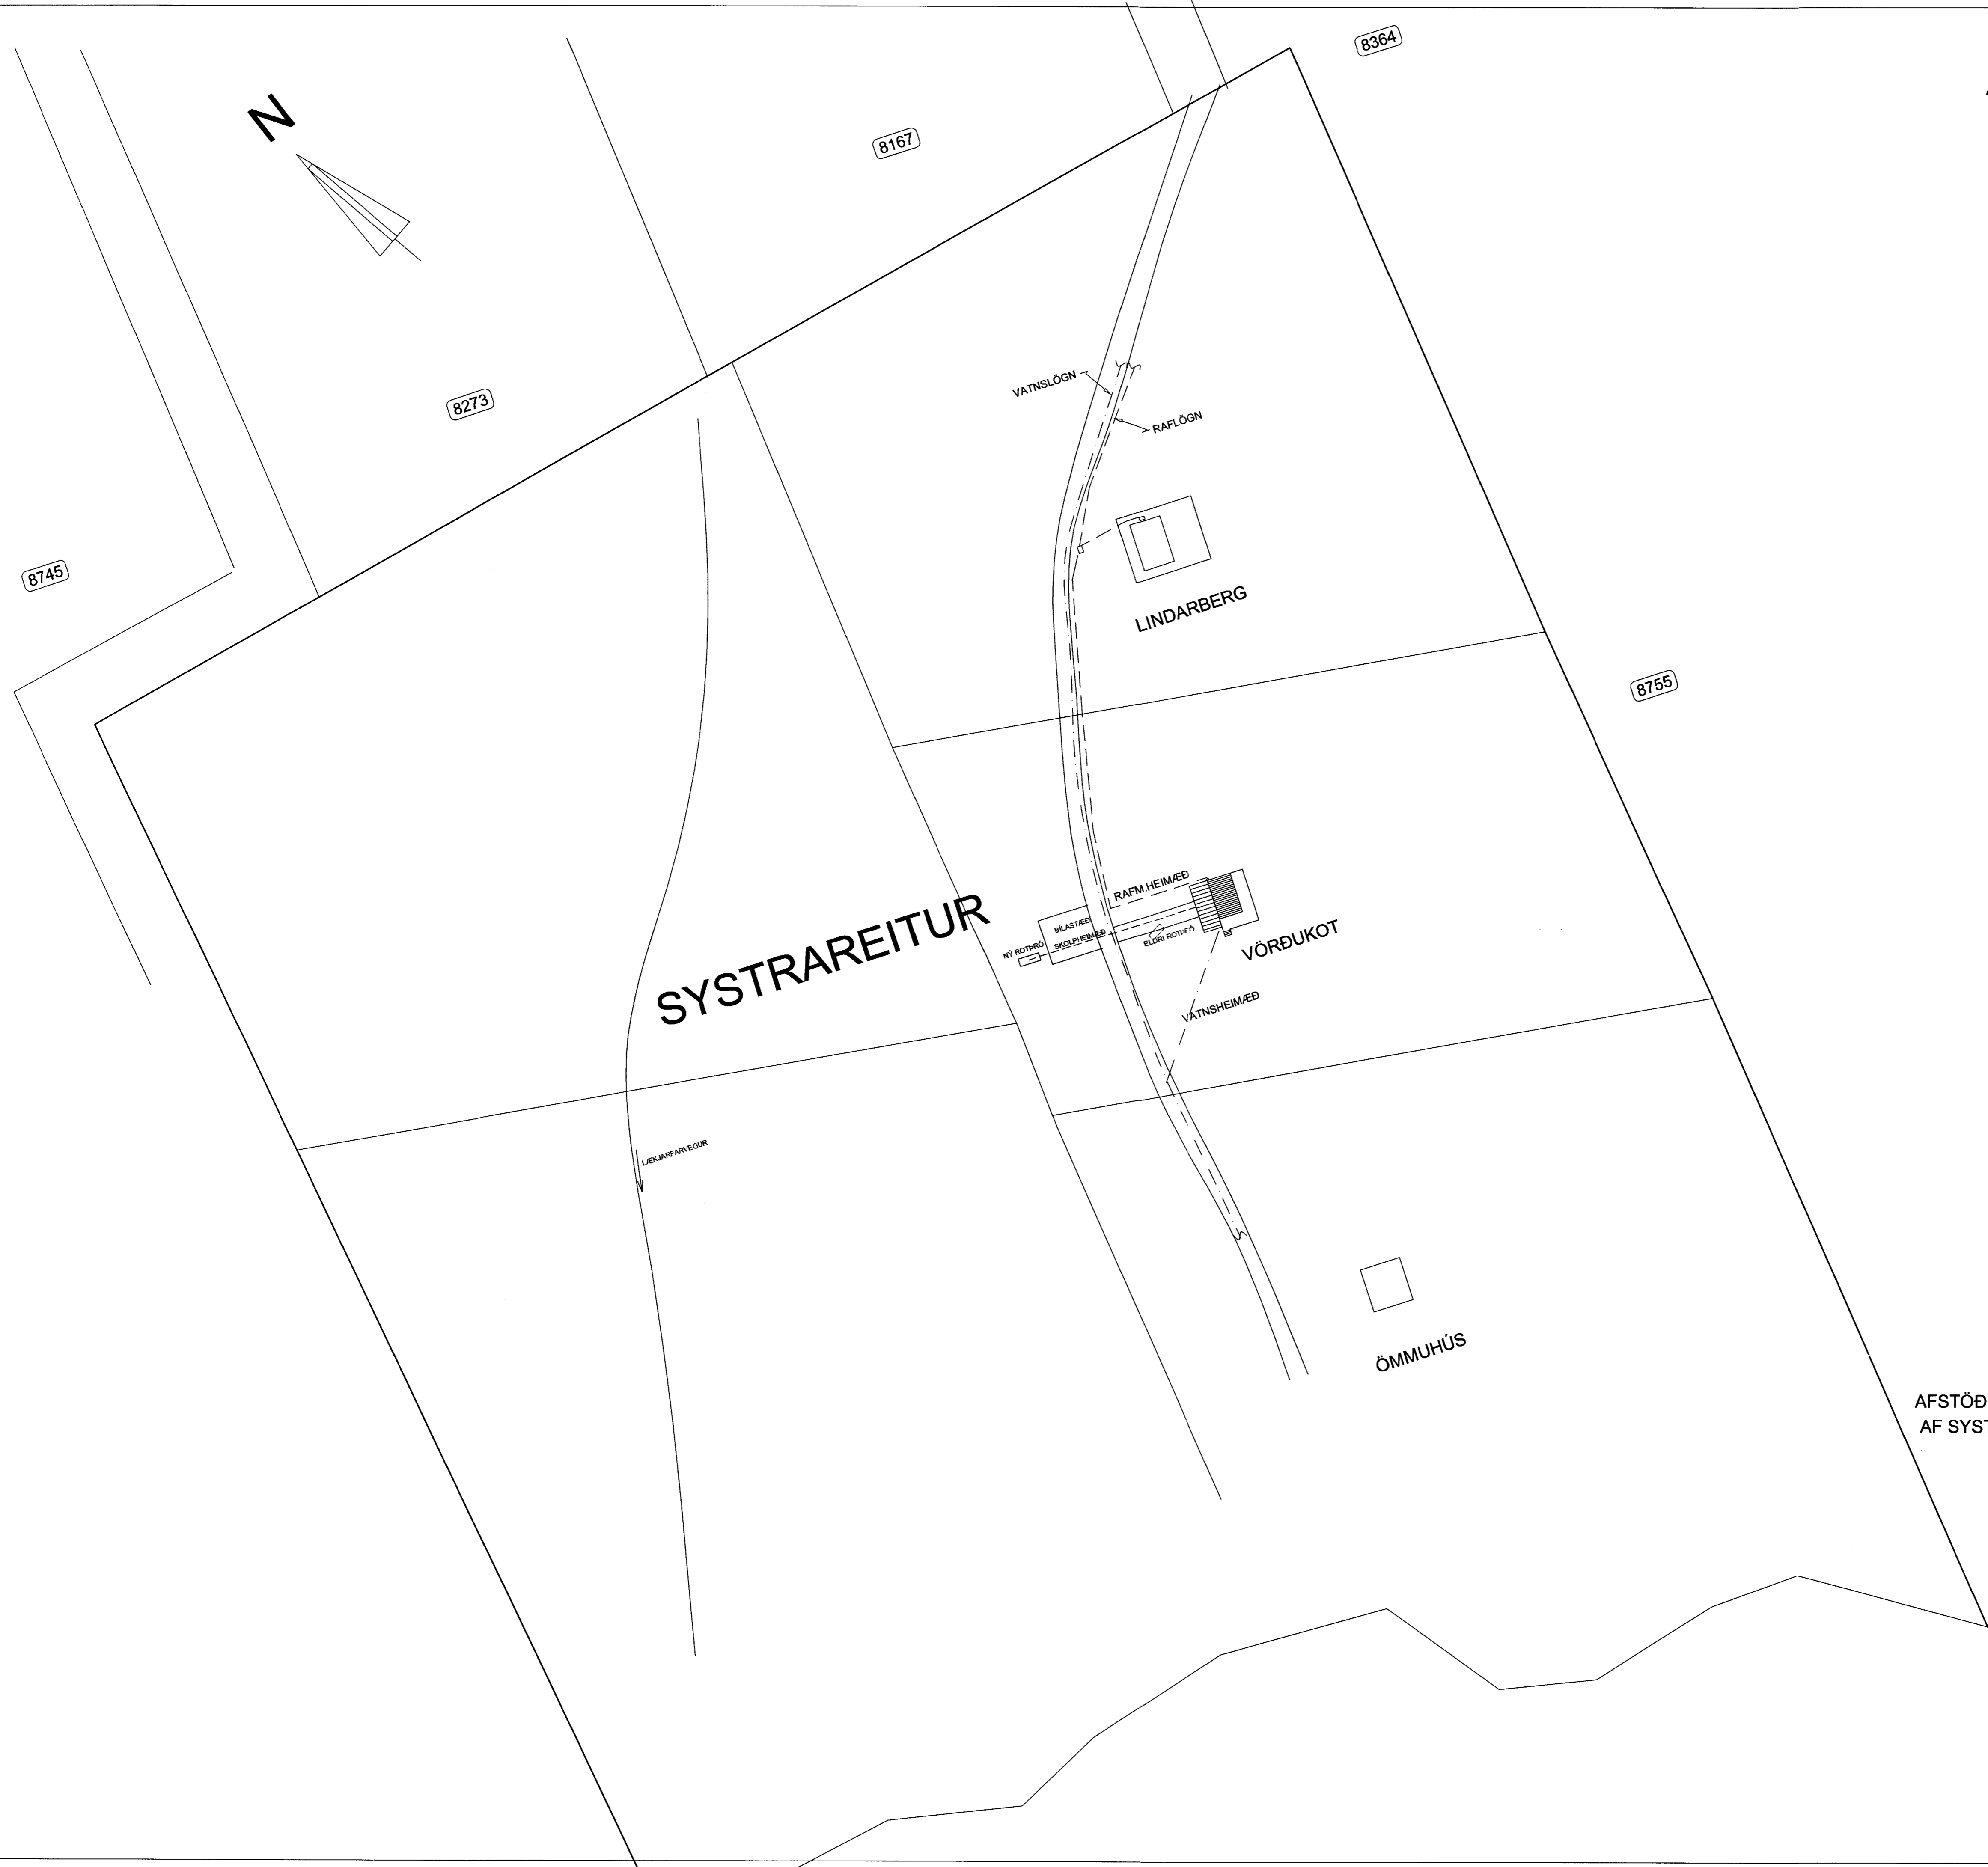 8364
N
8167
VATNSLÖGN
8273
RAFLÖGN
8745
LINDARBERG
8755
RAFM.HEIMÆÐ
BÍLASTÆÐI
SKOLPHEIMÆÐ
NÝ ROTÞRÓ
ELDRI ROTÞRÓ
VÖRÐUKOT
SYSTRAREITUR
VATNSHEIMÆÐ
LÆKJARFARVEGUR
ÖMMUHÚS
AFSTÖÐ
AF SYST